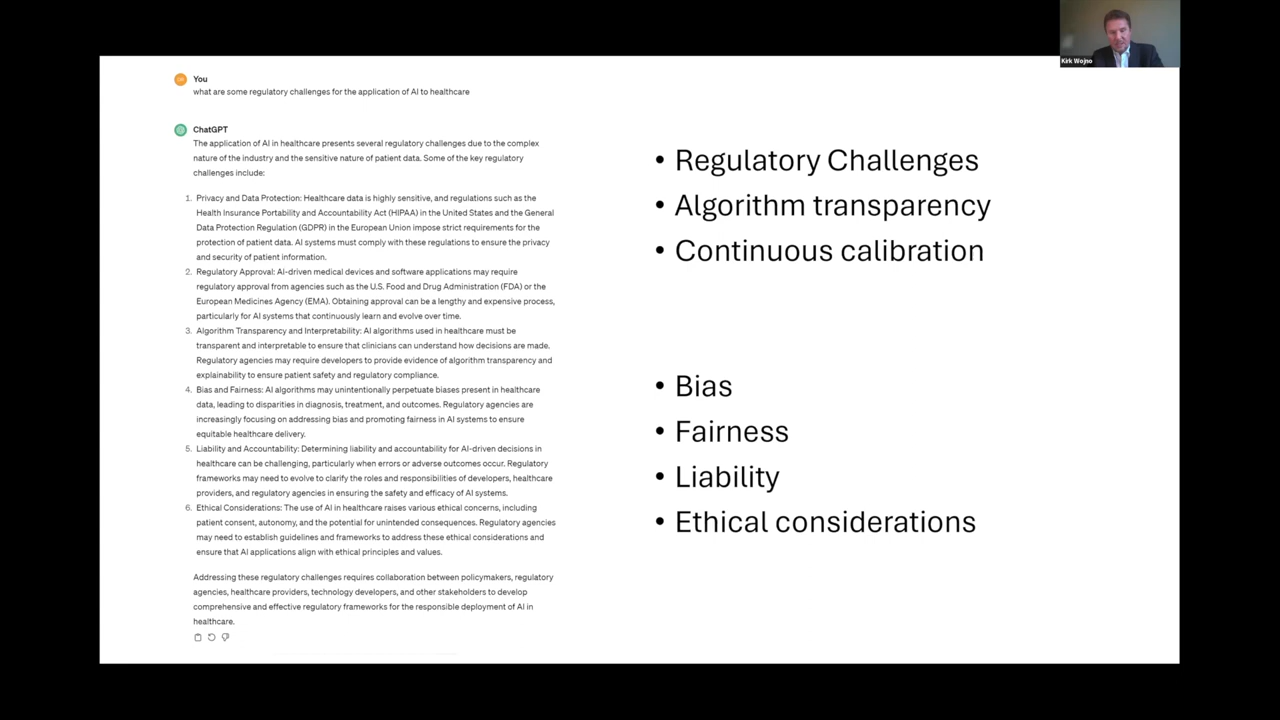 Kirk Wojno
You
what are some regulatory challenges for the application of AI to healthcare
ChatGPT
The application of AI in healthcare presents several regulatory challenges due to the complex
nature of the industry and the sensitive nature of patient data. Some of the key regulatory
challenges include:
1. Privacy and Data Protection: Healthcare data is highly sensitive, and regulations such as the
Health Insurance Portability and Accountability Act (HIPAA) in the United States and the General
Data Protection Regulation (GDPR) in the European Union impose strict requirements for the
protection of patient data. AI systems must comply with these regulations to ensure the privacy
and security of patient information.
2. Regulatory Approval: AI-driven medical devices and software applications may require
regulatory approval from agencies such as the U.S. Food and Drug Administration (FDA) or the
European Medicines Agency (EMA). Obtaining approval can be a lengthy and expensive process,
particularly for AI systems that continuously learn and evolve over time.
3. Algorithm Transparency and Interpretability: AI algorithms used in healthcare must be
transparent and interpretable to ensure that clinicians can understand how decisions are made.
Regulatory agencies may require developers to provide evidence of algorithm transparency and
explainability to ensure patient safety and regulatory compliance.
4. Bias and Fairness: AI algorithms may unintentionally perpetuate biases present in healthcare
data, leading to disparities in diagnosis, treatment, and outcomes. Regulatory agencies are
increasingly focusing on addressing bias and promoting fairness in AI systems to ensure
equitable healthcare delivery.
5. Liability and Accountability: Determining liability and accountability for AI-driven decisions in
healthcare can be challenging, particularly when errors or adverse outcomes occur. Regulatory
frameworks may need to evolve to clarify the roles and responsibilities of developers, healthcare
providers, and regulatory agencies in ensuring the safety and efficacy of AI systems.
6. Ethical Considerations: The use of AI in healthcare raises various ethical concerns, including
patient consent, autonomy, and the potential for unintended consequences. Regulatory agencies
may need to establish guidelines and frameworks to address these ethical considerations and
ensure that AI applications align with ethical principles and values.
Addressing these regulatory challenges requires collaboration between policymakers, regulatory
agencies, healthcare providers, technology developers, and other stakeholders to develop
comprehensive and effective regulatory frameworks for the responsible deployment of AI in
healthcare.
• Regulatory Challenges
• Algorithm transparency
• Continuous calibration
• Bias
• Fairness
• Liability
• Ethical considerations